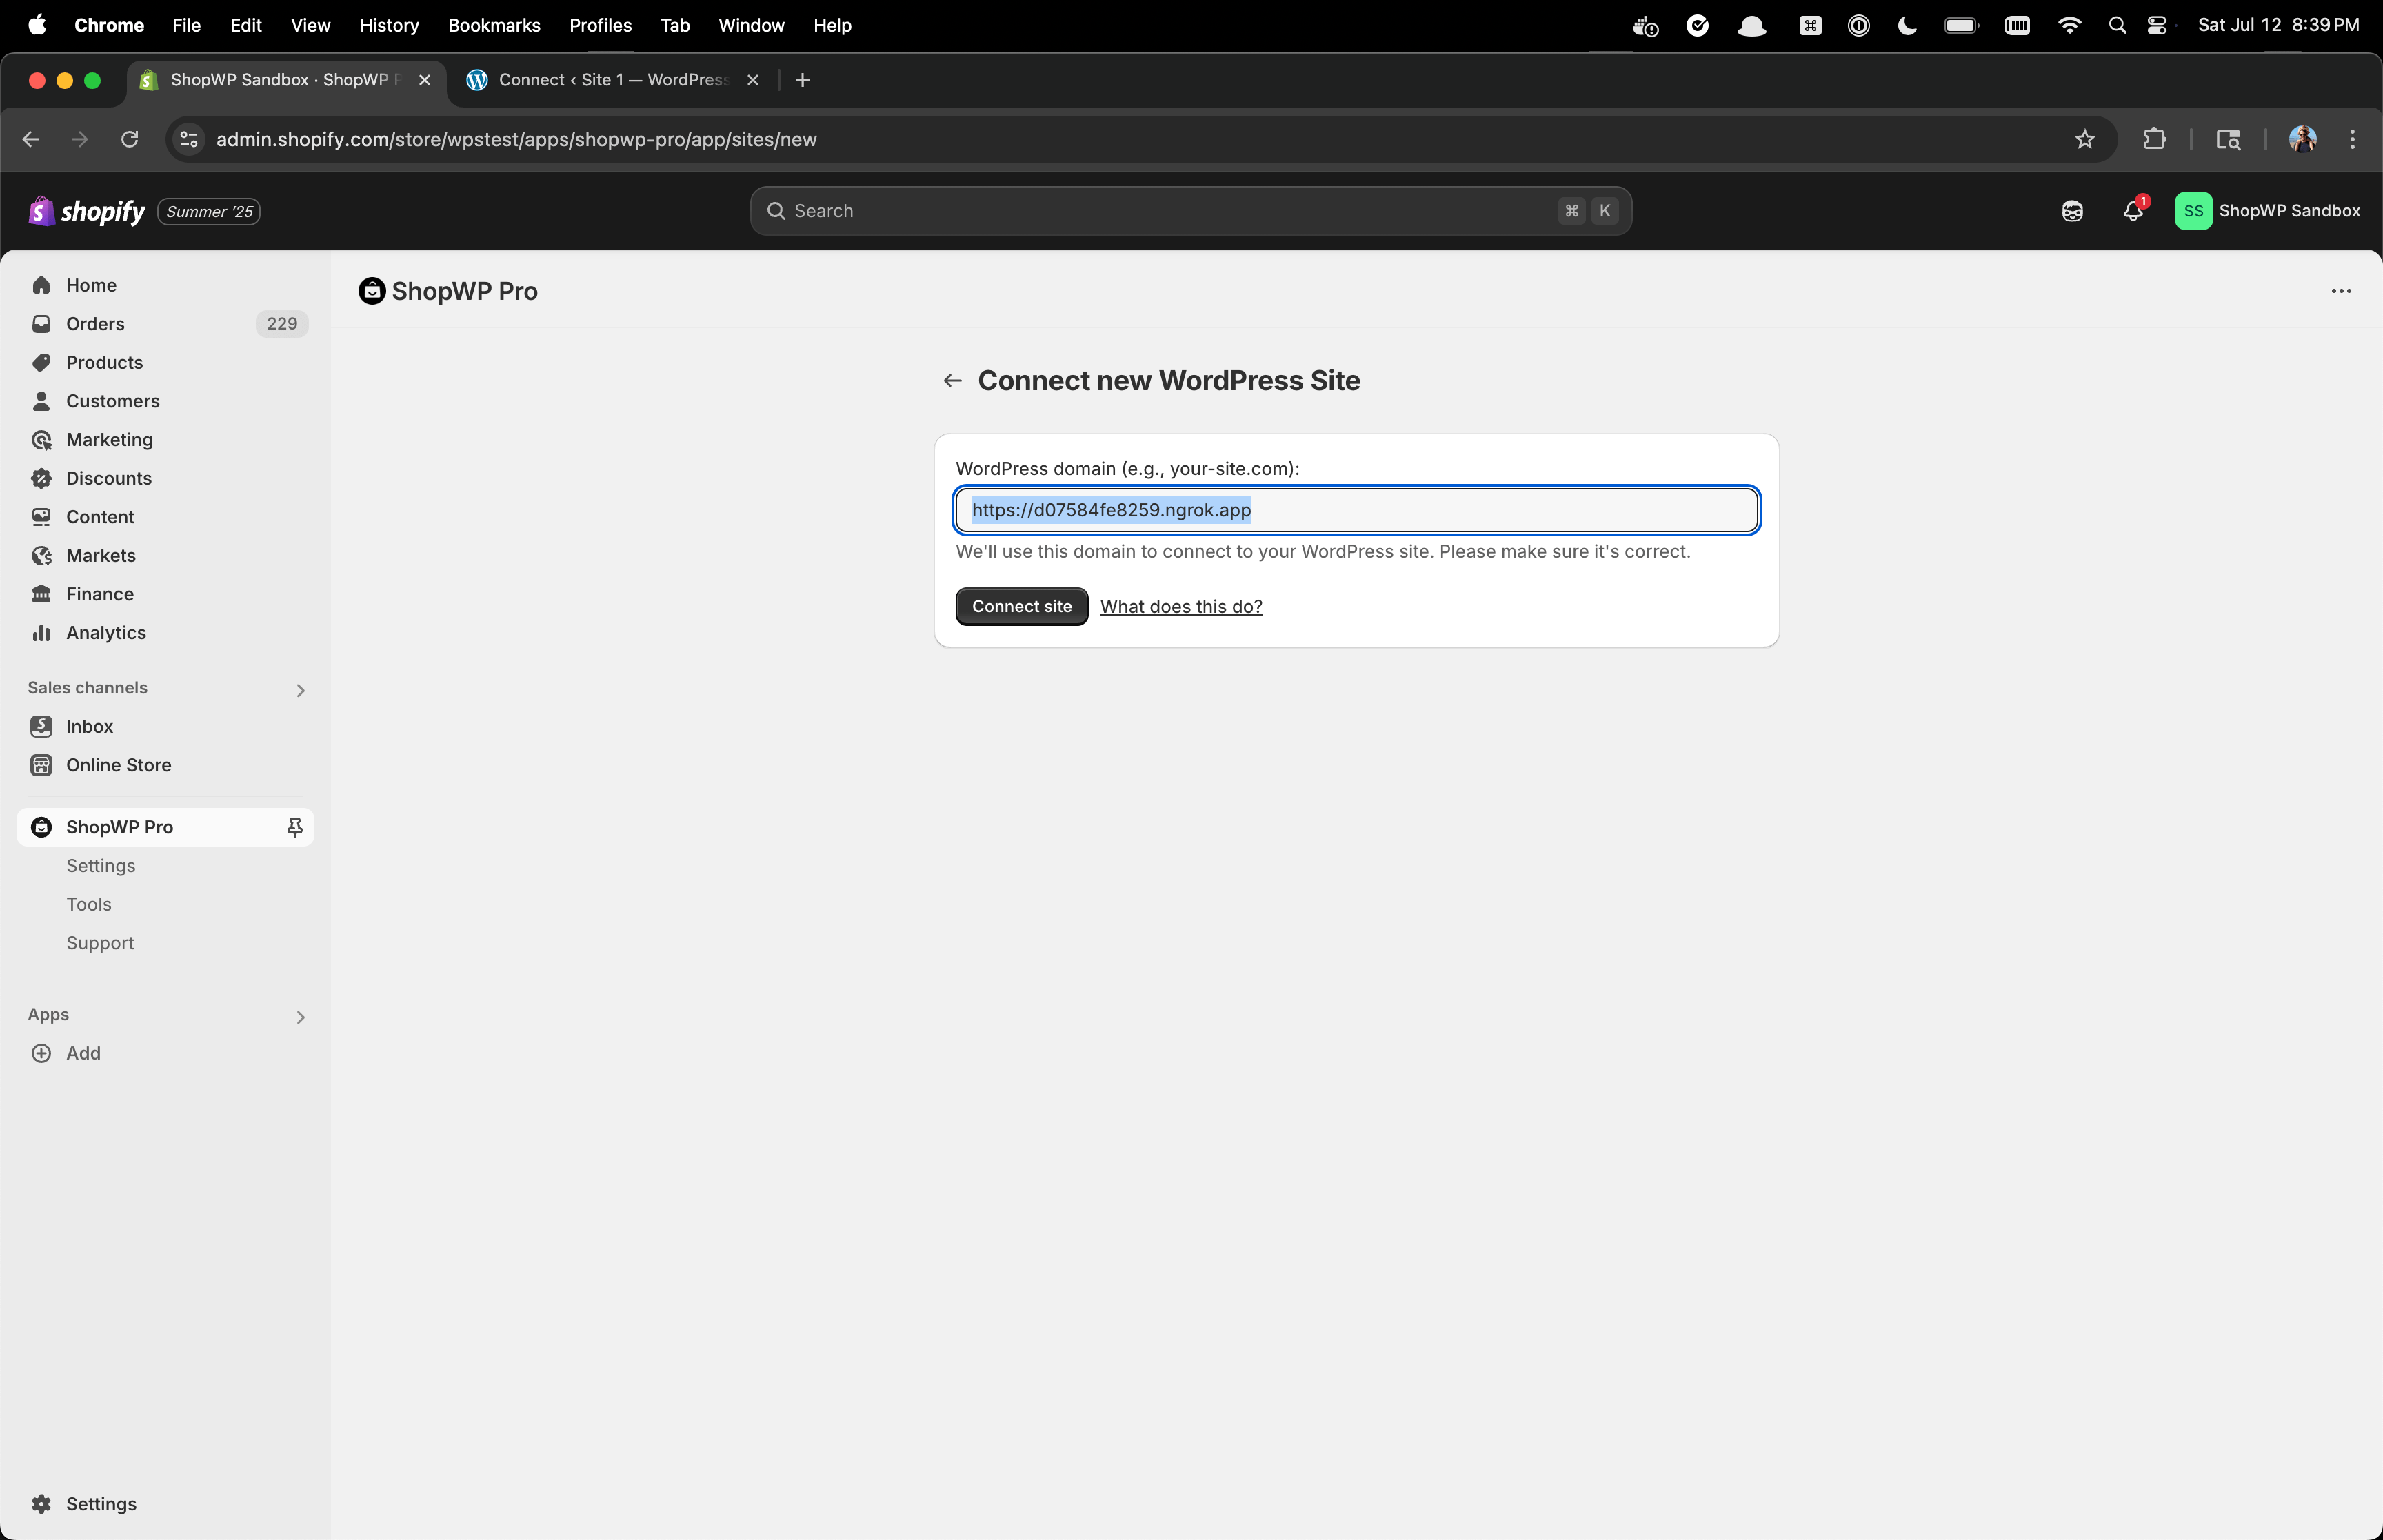 Chrome File Edit View History Bookmarks Profiles Tab Window Help Sat Jul 12 8:39 PM
ShopWP Sandbox · ShopWP
Connect ‹ Site 1 — WordPress
admin.shopify.com/store/wpstest/apps/shopwp-pro/app/sites/new
shopify Summer '25
Search ⌘ K
1
SS ShopWP Sandbox
Home
Orders 229
Products
Customers
Marketing
Discounts
Content
Markets
Finance
Analytics
Sales channels
Inbox
Online Store
ShopWP Pro
Settings
Tools
Support
Apps
Add
Settings
ShopWP Pro
Connect new WordPress Site
WordPress domain (e.g., your-site.com):
https://d07584fe8259.ngrok.app
We'll use this domain to connect to your WordPress site. Please make sure it's correct.
Connect site What does this do?